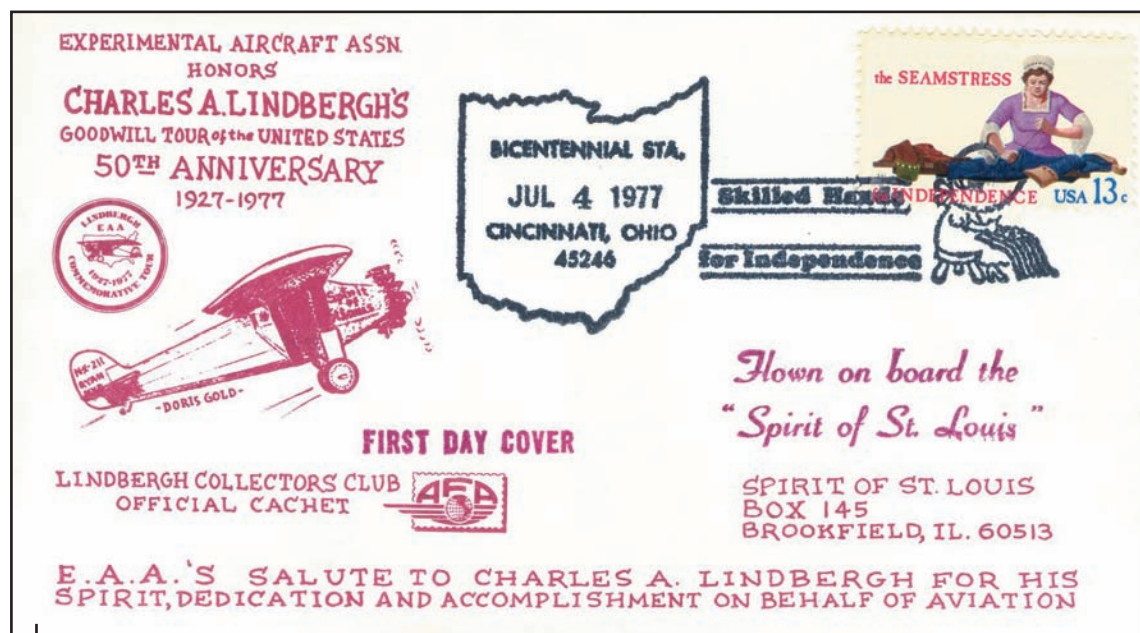 EXPERIMENTAL AIRCRAFT ASSN.
HONORS
CHARLES A. LINDBERGH'S
GOODWILL TOUR of the UNITED STATES
50TH ANNIVERSARY
1927-1977
LINDBERGH
EAA
1927-1977
COMMEMORATIVE TOUR
NX-211
RYAN
NYP
-DORIS GOLD-
FIRST DAY COVER
LINDBERGH COLLECTORS CLUB
OFFICIAL CACHET
AFA
BICENTENNIAL STA.
JUL 4 1977
CINCINNATI, OHIO
45246
Skilled Hands
for Independence
the SEAMSTRESS
for INDEPENDENCE USA 13c
Flown on board the
"Spirit of St. Louis"
SPIRIT OF ST. LOUIS
BOX 145
BROOKFIELD, IL. 60513
E.A.A.'S SALUTE TO CHARLES A. LINDBERGH FOR HIS
SPIRIT, DEDICATION AND ACCOMPLISHMENT ON BEHALF OF AVIATION